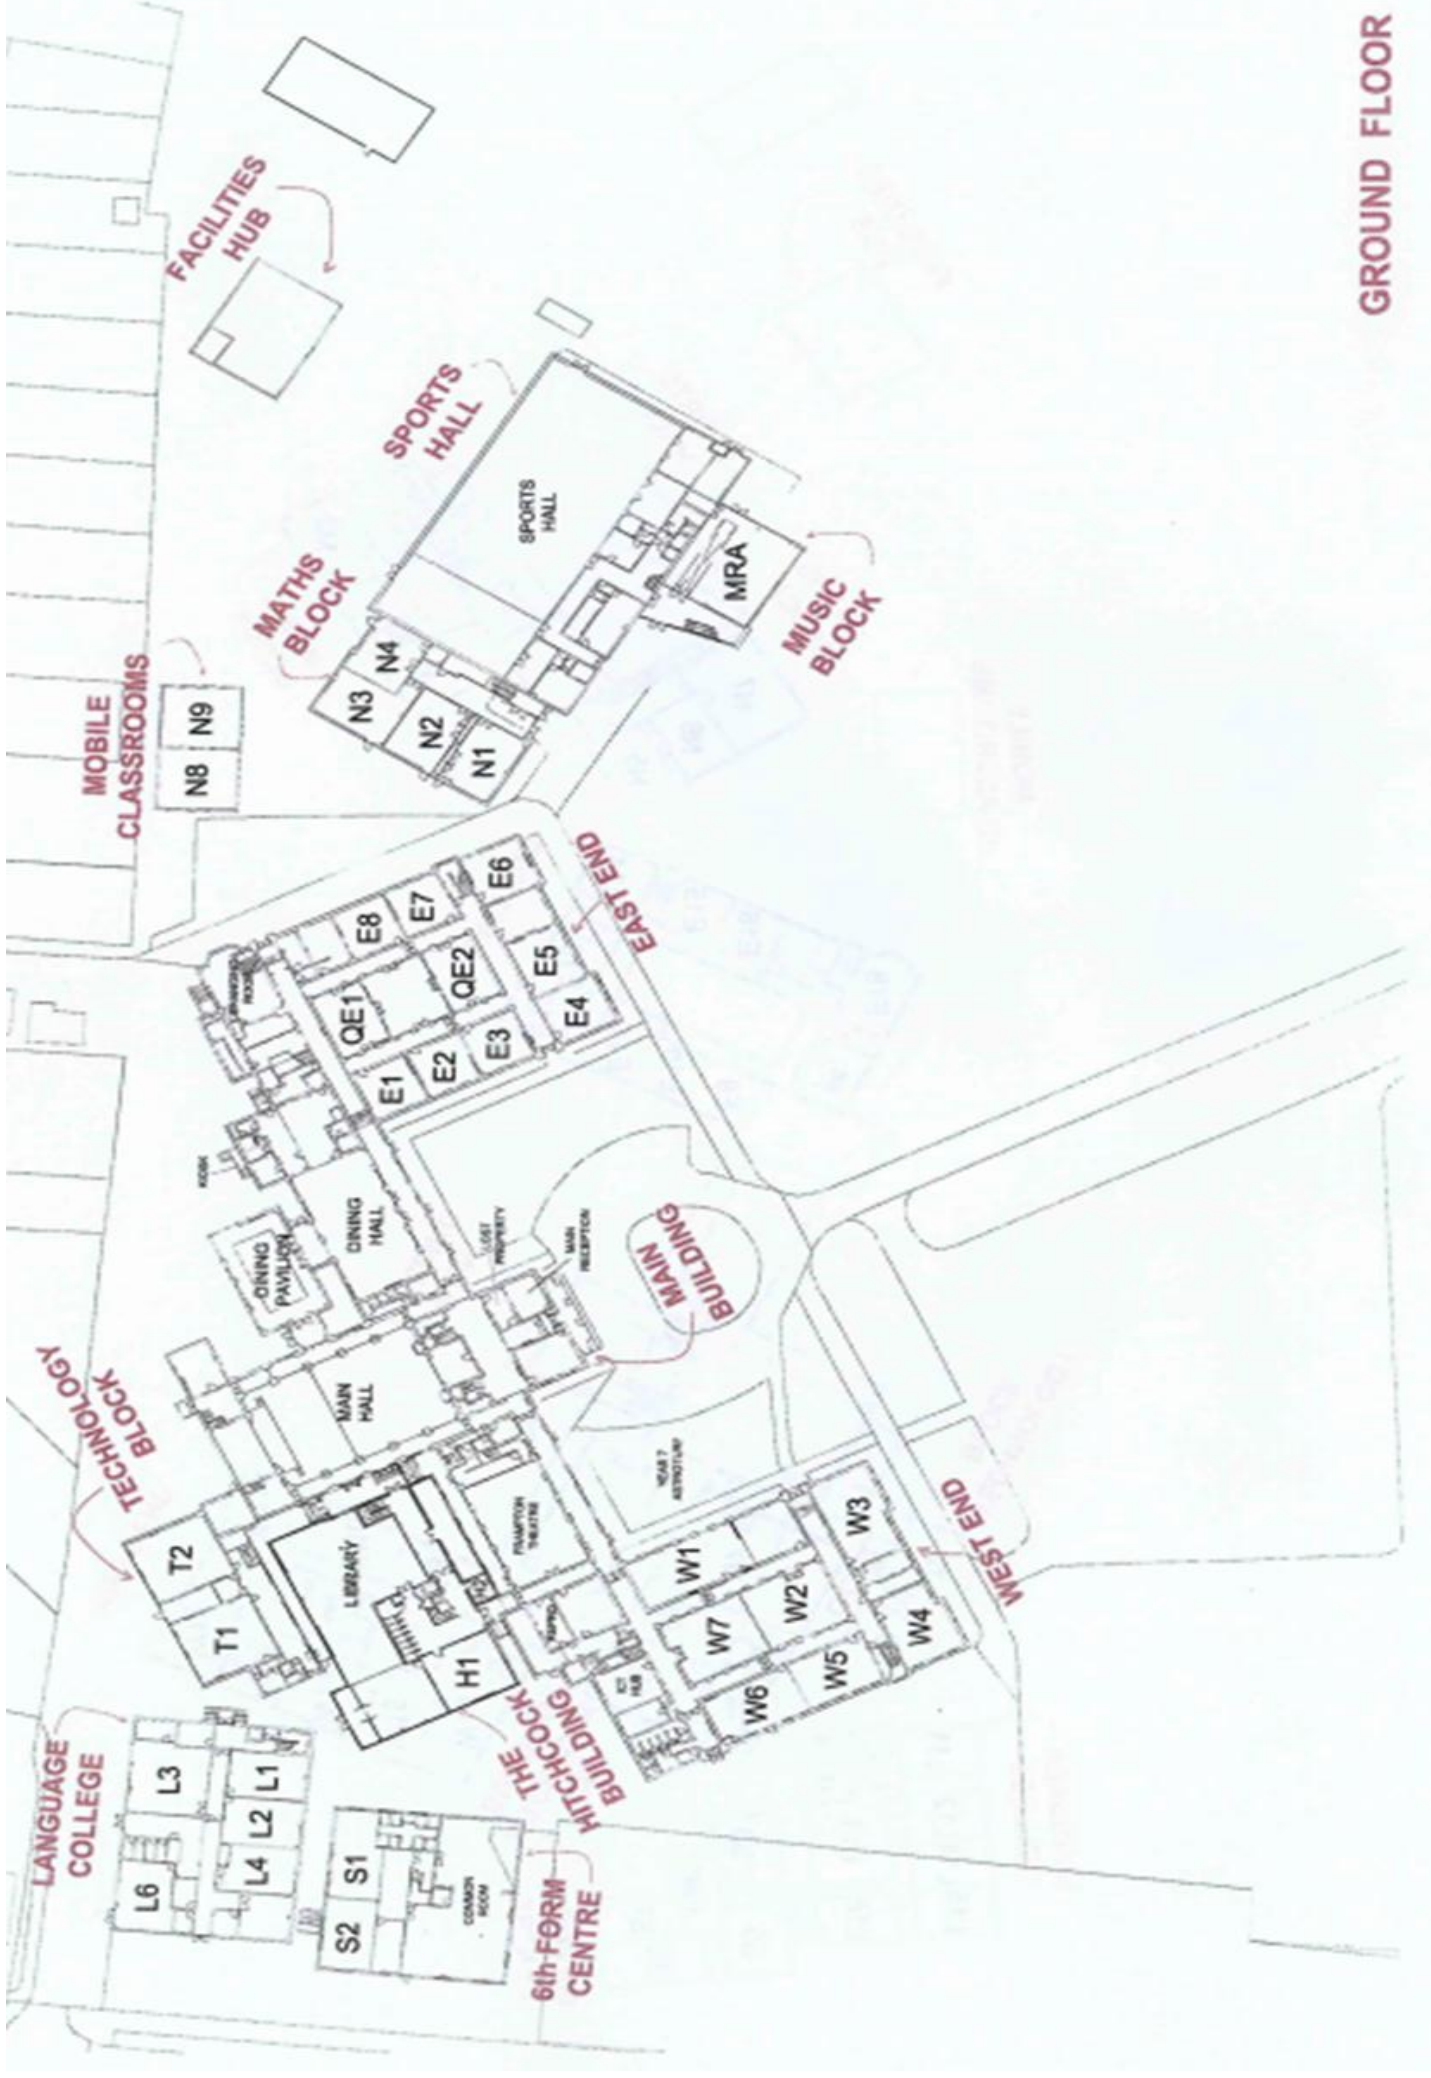 LANGUAGE
COLLEGE
L6
L3
L4
L2
L1
S2
S1
COMMON
ROOM
6th FORM
CENTRE
TECHNOLOGY
BLOCK
T1
T2
LIBRARY
H1
THE
HITCHCOCK
BUILDING
MAIN
HALL
FRAMPTON
THEATRE
ICT
HUB
W1
W2
W3
W4
W5
W6
W7
WEST END
YEAR 7
ASTROTURF
DINING
PAVILION
DINING
HALL
KIOSK
LOST
PROPERTY
MAIN
RECEPTION
MAIN
BUILDING
QE1
QE2
E1
E2
E3
E4
E5
E6
E7
E8
EAST END
MOBILE
CLASSROOMS
N8
N9
MATHS
BLOCK
N1
N2
N3
N4
SPORTS
HALL
SPORTS
HALL
MRA
MUSIC
BLOCK
FACILITIES
HUB
GROUND FLOOR